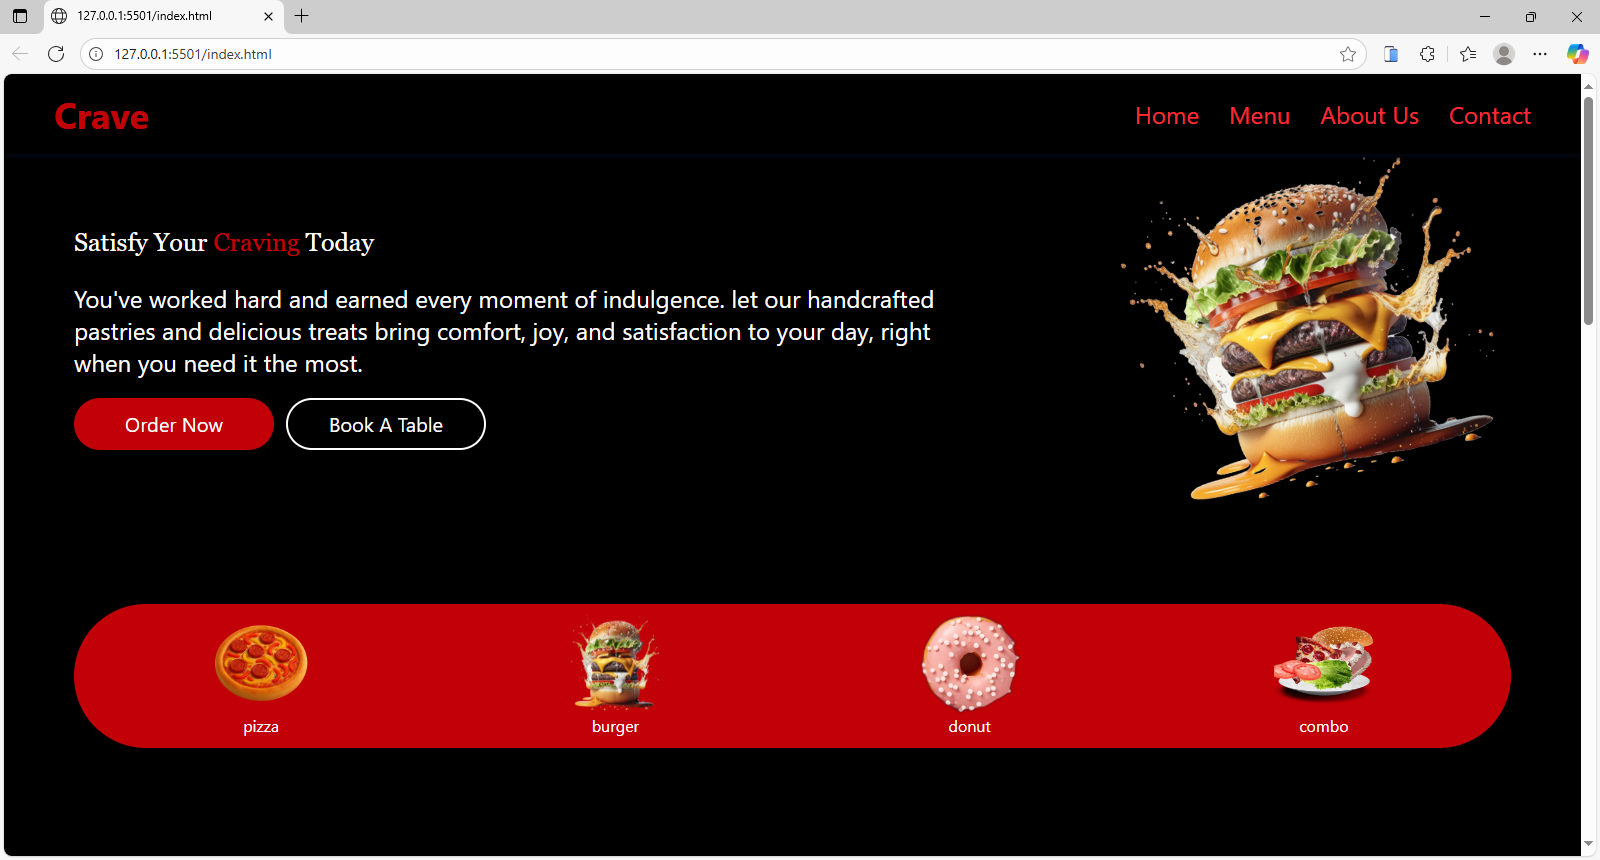 127.0.0.1:5501/index.html
127.0.0.1:5501/index.html
Crave
Home Menu About Us Contact
Satisfy Your Craving Today
You've worked hard and earned every moment of indulgence. let our handcrafted
pastries and delicious treats bring comfort, joy, and satisfaction to your day, right
when you need it the most.
Order Now Book A Table
pizza burger donut combo